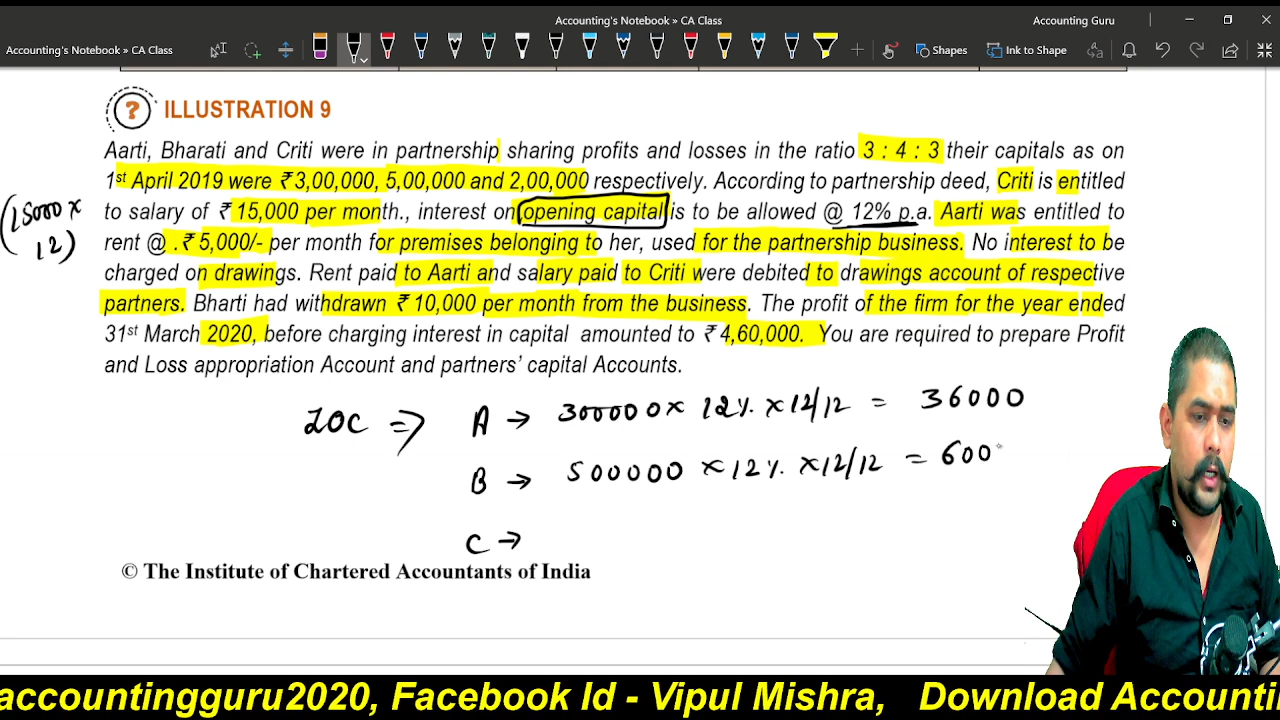 Accounting's Notebook » CA Class
Accounting Guru
Accounting's Notebook » CA Class
Shapes
Ink to Shape
? ILLUSTRATION 9
Aarti, Bharati and Criti were in partnership sharing profits and losses in the ratio 3 : 4 : 3 their capitals as on
1st April 2019 were ₹ 3,00,000, 5,00,000 and 2,00,000 respectively. According to partnership deed, Criti is entitled
to salary of ₹ 15,000 per month., interest on opening capital is to be allowed @ 12% p.a. Aarti was entitled to
rent @ .₹ 5,000/- per month for premises belonging to her, used for the partnership business. No interest to be
charged on drawings. Rent paid to Aarti and salary paid to Criti were debited to drawings account of respective
partners. Bharti had withdrawn ₹ 10,000 per month from the business. The profit of the firm for the year ended
31st March 2020, before charging interest in capital amounted to ₹ 4,60,000. You are required to prepare Profit
and Loss appropriation Account and partners' capital Accounts.
(15000 x
12)
IOC => A → 300000 x 12%. x 12/12 = 36000
B → 500000 x 12%. x 12/12 = 600
C →
© The Institute of Chartered Accountants of India
accountingguru2020, Facebook Id - Vipul Mishra, Download Accounti